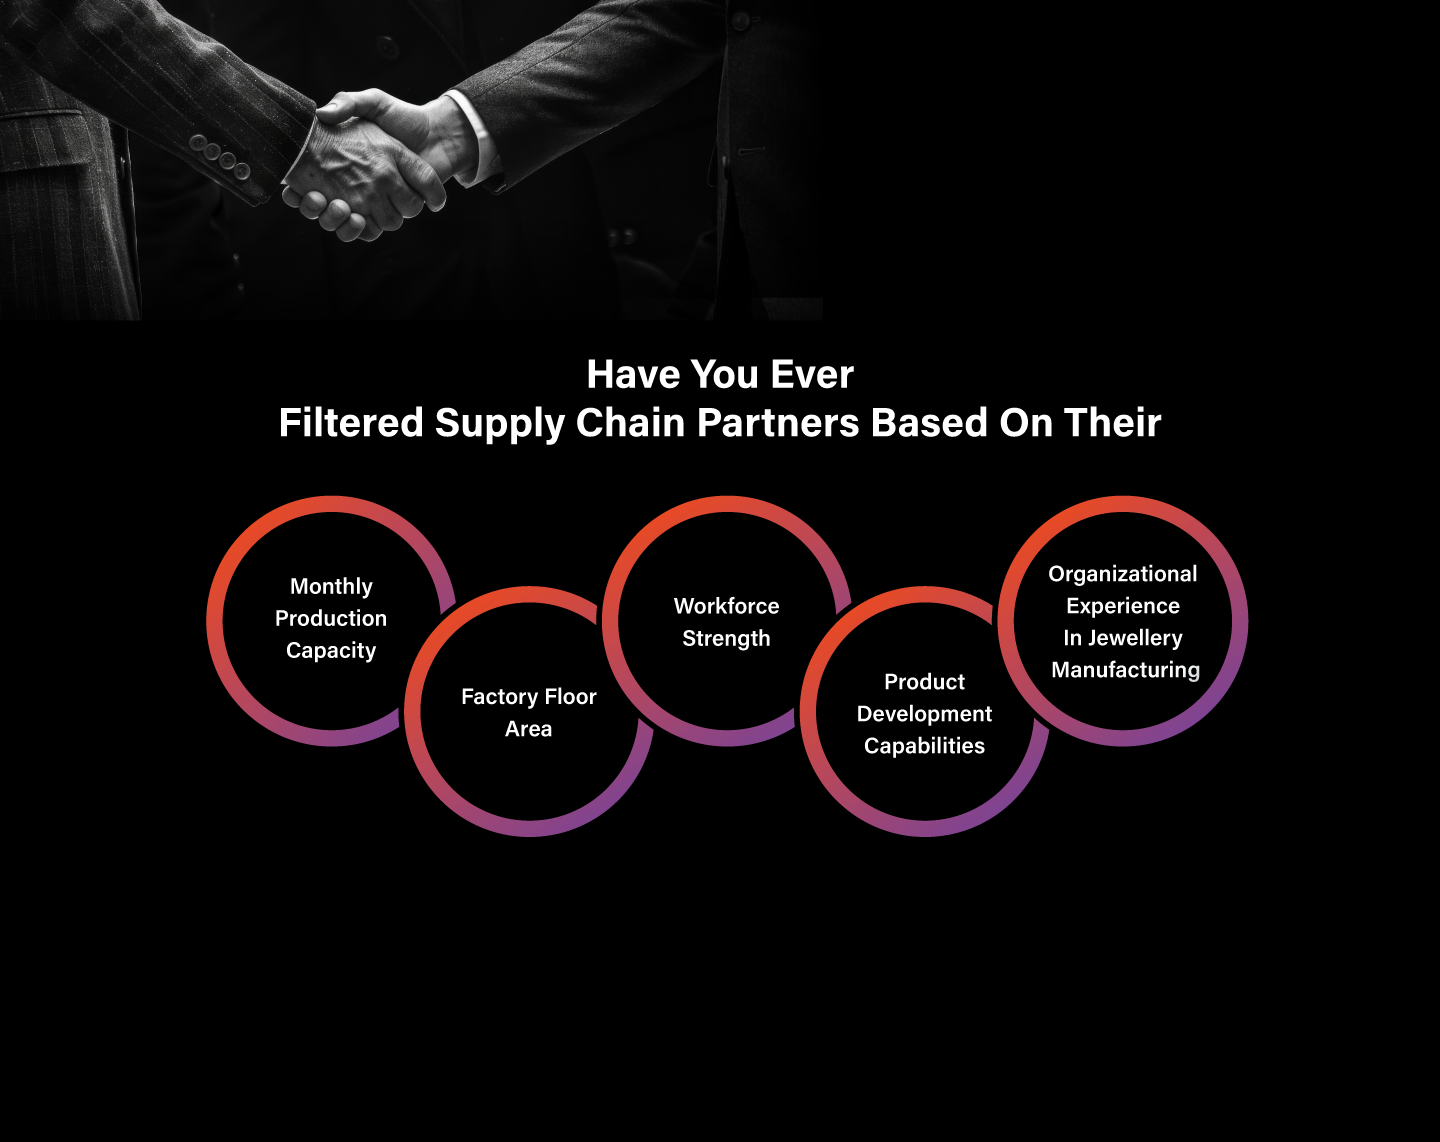 Have You Ever
Filtered Supply Chain Partners Based On Their
Monthly
Production
Capacity
Factory Floor
Area
Workforce
Strength
Product
Development
Capabilities
Organizational
Experience
In Jewellery
Manufacturing